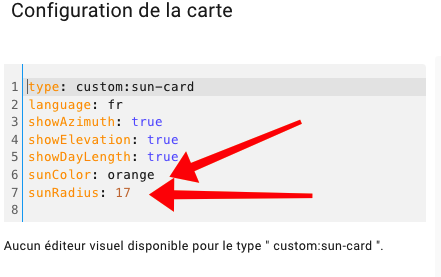 Configuration de la carte
1 type: custom:sun-card
2 language: fr
3 showAzimuth: true
4 showElevation: true
5 showDayLength: true
6 sunColor: orange
7 sunRadius: 17
8
Aucun éditeur visuel disponible pour le type " custom:sun-card ".